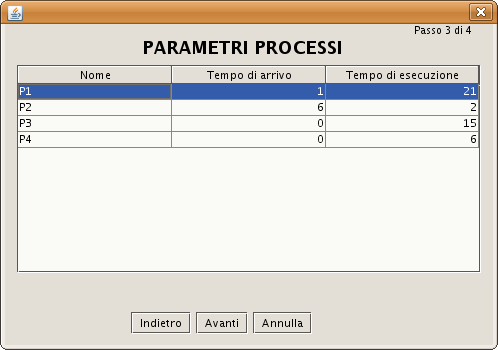 Passo 3 di 4
PARAMETRI PROCESSI
Nome Tempo di arrivo Tempo di esecuzione
P1 1 21
P2 6 2
P3 0 15
P4 0 6
Indietro Avanti Annulla